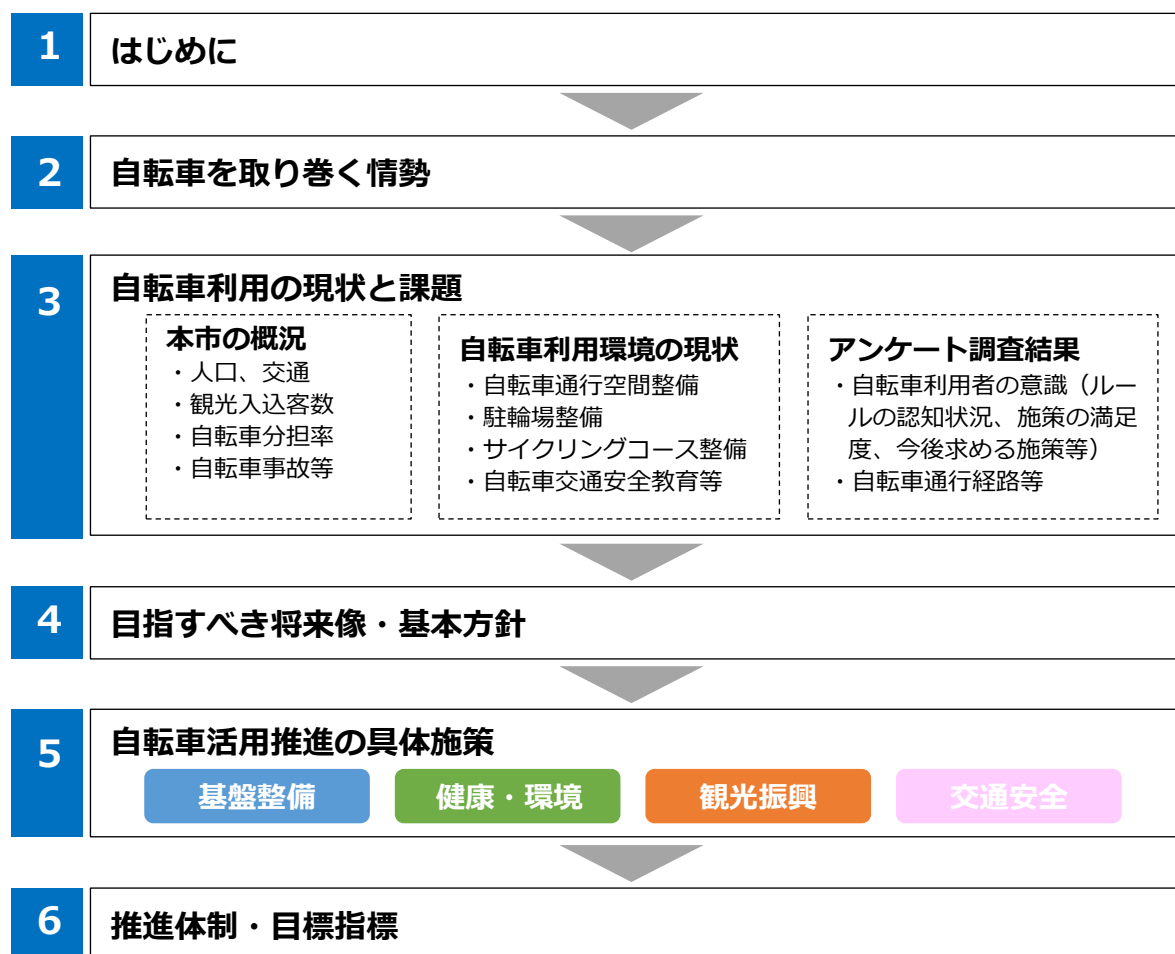 1
はじめに
2
自転車を取り巻く情勢
3
自転車利用の現状と課題
本市の概況
・人口、交通
・観光入込客数
・自転車分担率
・自転車事故等
自転車利用環境の現状
・自転車通行空間整備
・駐輪場整備
・サイクリングコース整備
・自転車交通安全教育等
アンケート調査結果
・自転車利用者の意識（ルー
ルの認知状況、施策の満足
度、今後求める施策等）
・自転車通行経路等
4
目指すべき将来像・基本方針
5
自転車活用推進の具体施策
基盤整備
健康・環境
観光振興
交通安全
6
推進体制・目標指標